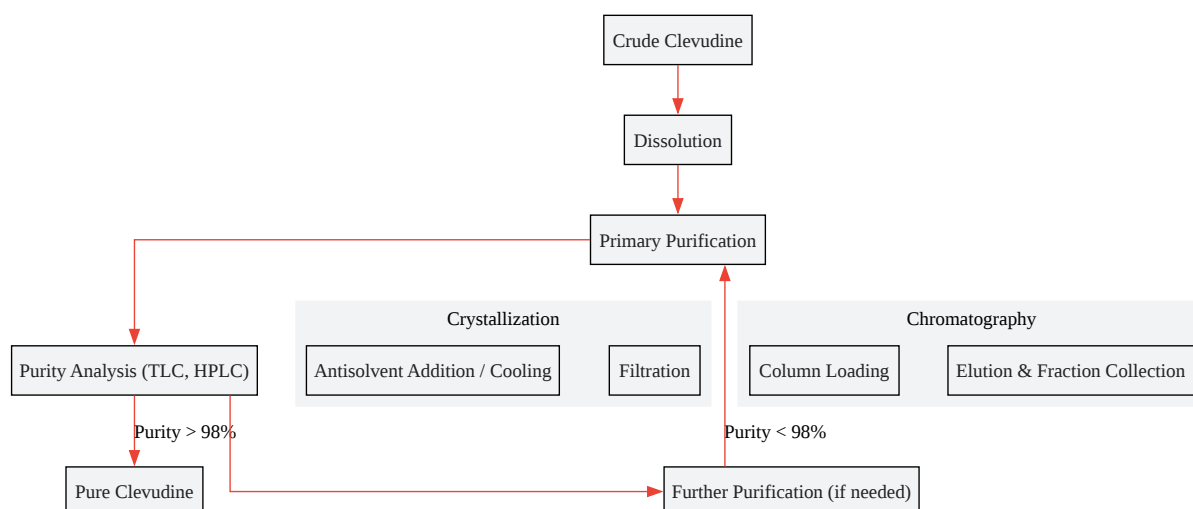 Crude Clevudine
Dissolution
Primary Purification
Crystallization
Chromatography
Purity Analysis (TLC, HPLC)
Antisolvent Addition / Cooling
Filtration
Column Loading
Elution & Fraction Collection
Purity > 98%
Purity < 98%
Pure Clevudine
Further Purification (if needed)